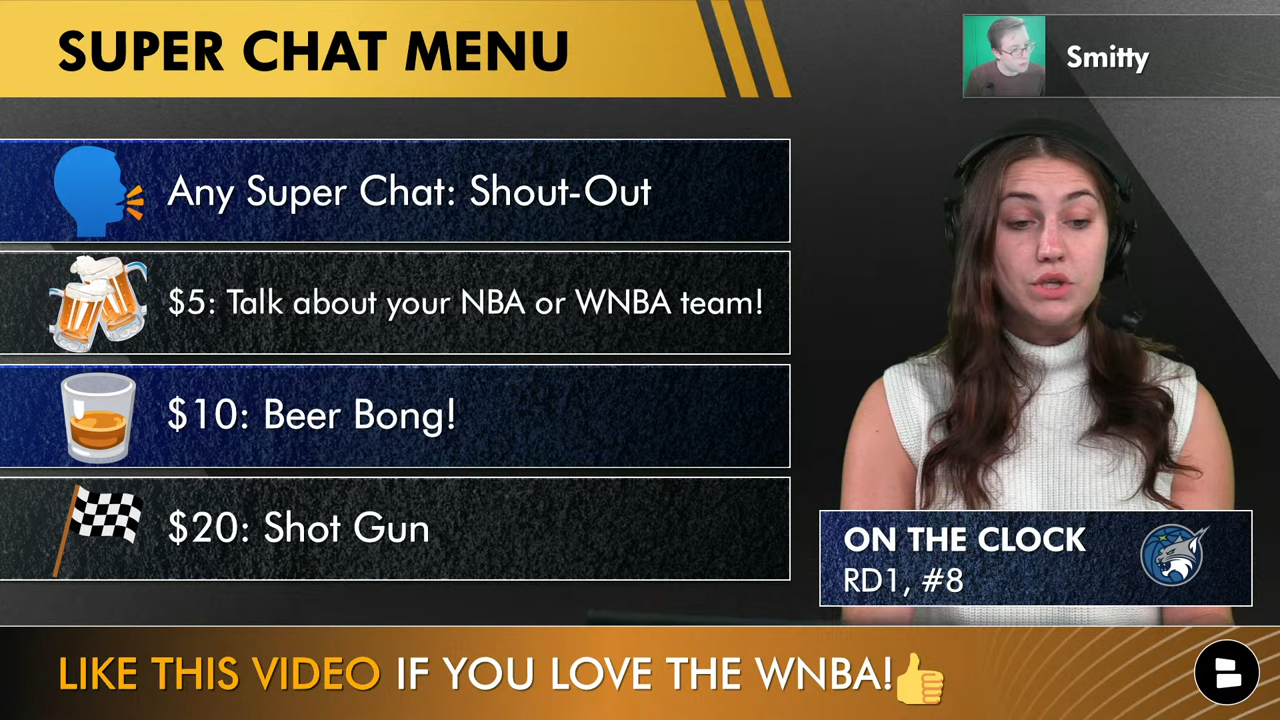 SUPER CHAT MENU
Smitty
Any Super Chat: Shout-Out
$5: Talk about your NBA or WNBA team!
$10: Beer Bong!
$20: Shot Gun
ON THE CLOCK
RD1, #8
LIKE THIS VIDEO IF YOU LOVE THE WNBA!